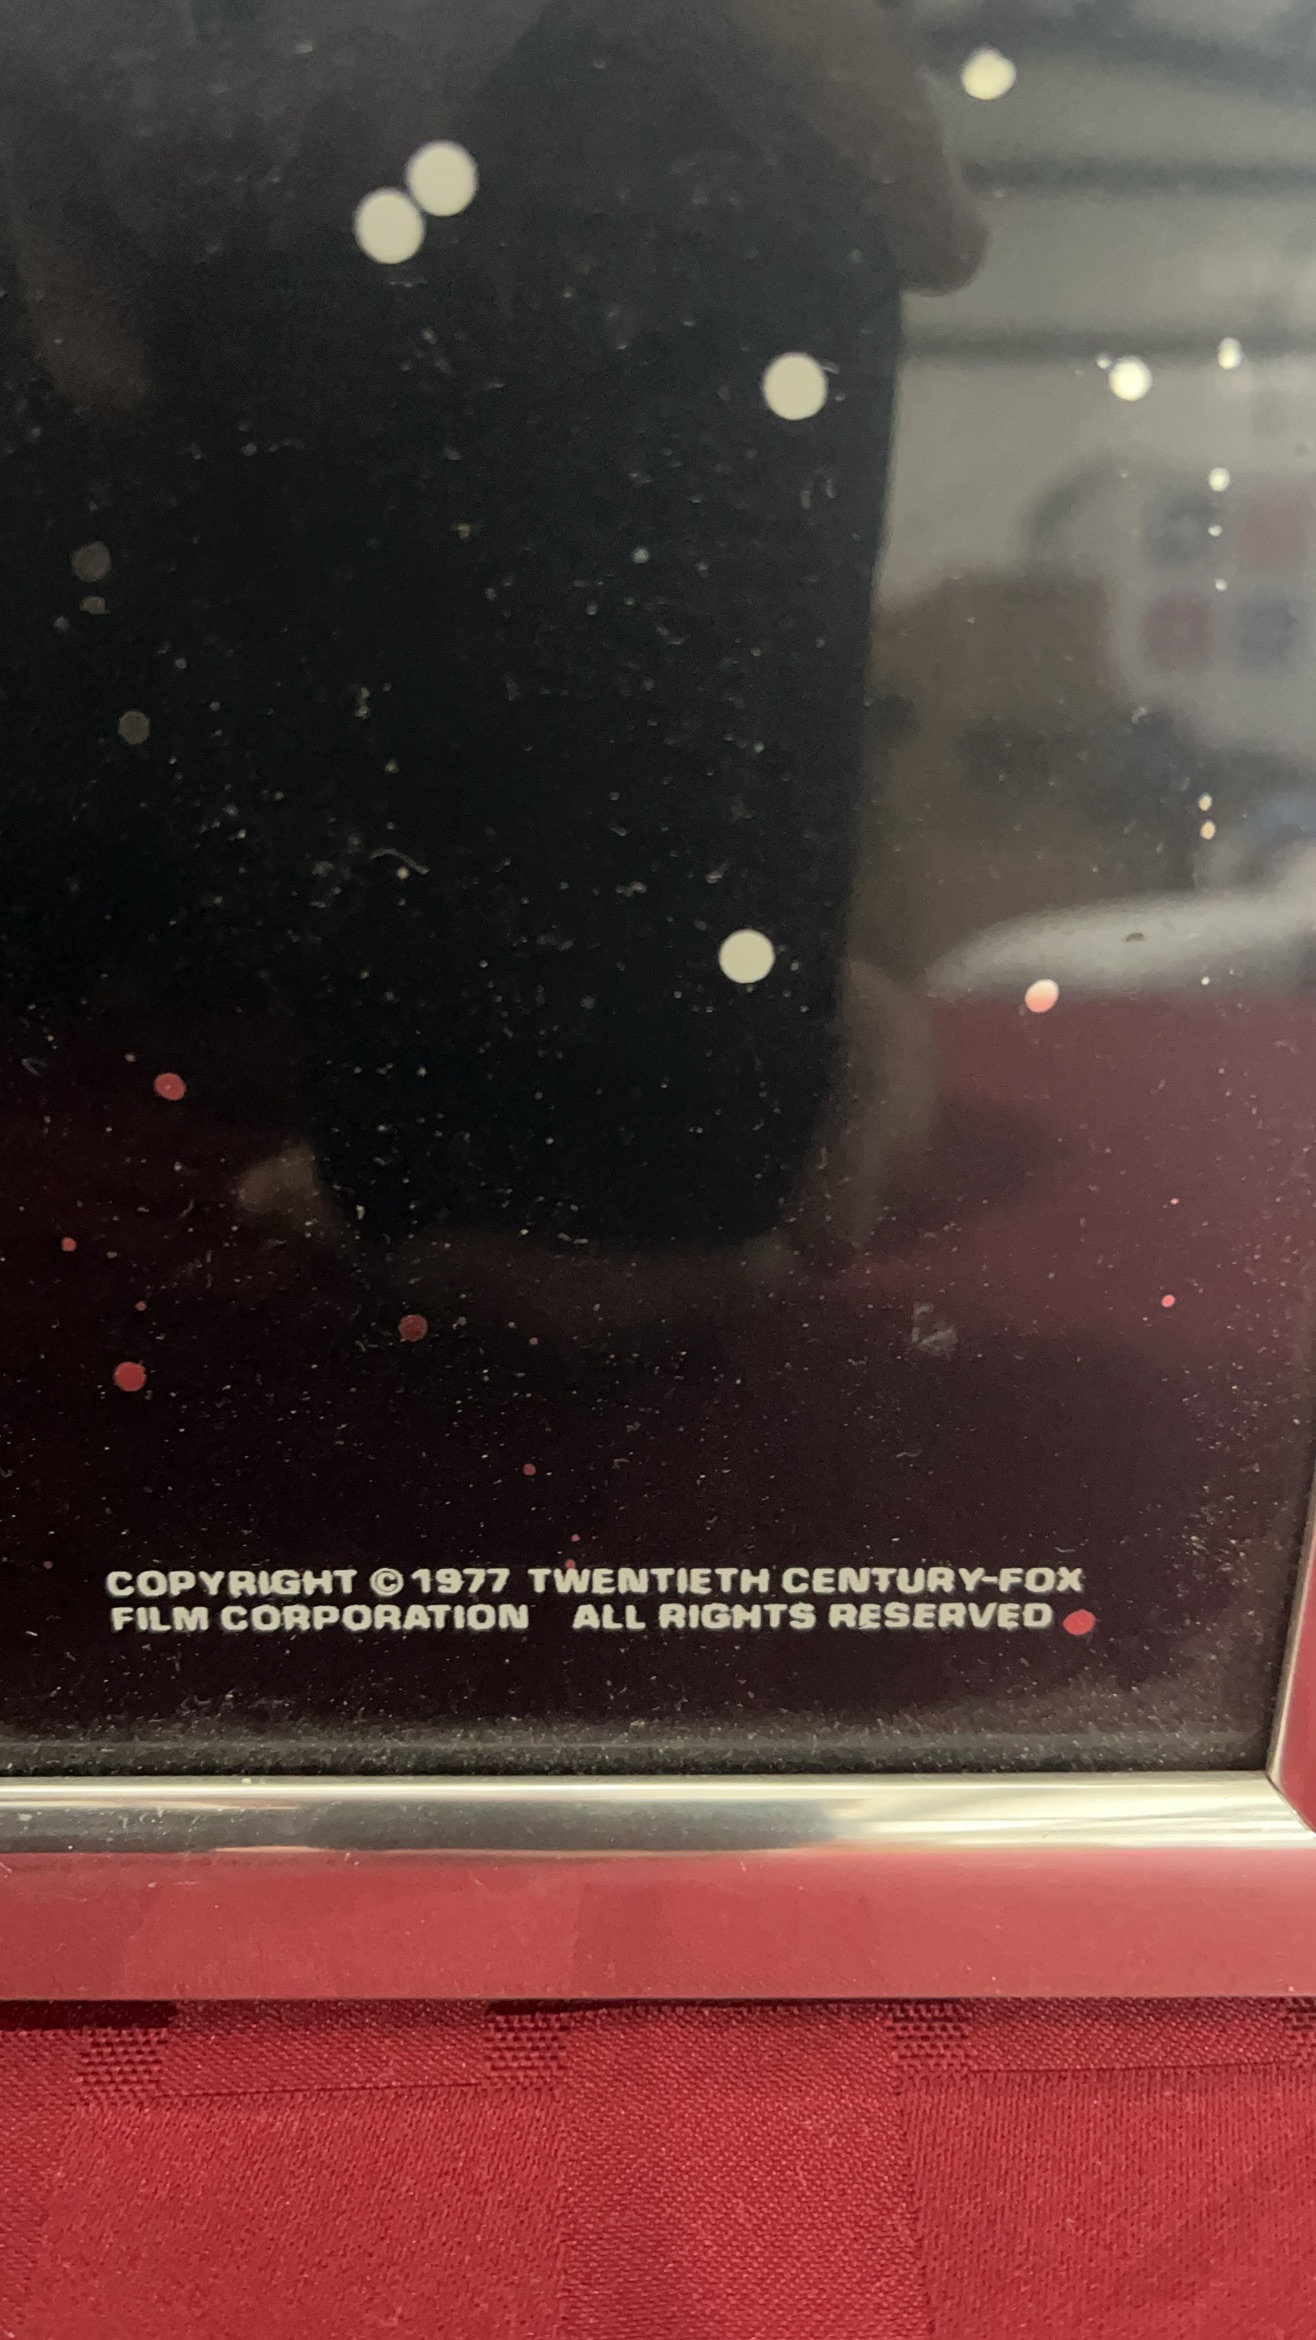 COPYRIGHT ©1977 TWENTIETH CENTURY-FOX
FILM CORPORATION ALL RIGHTS RESERVED